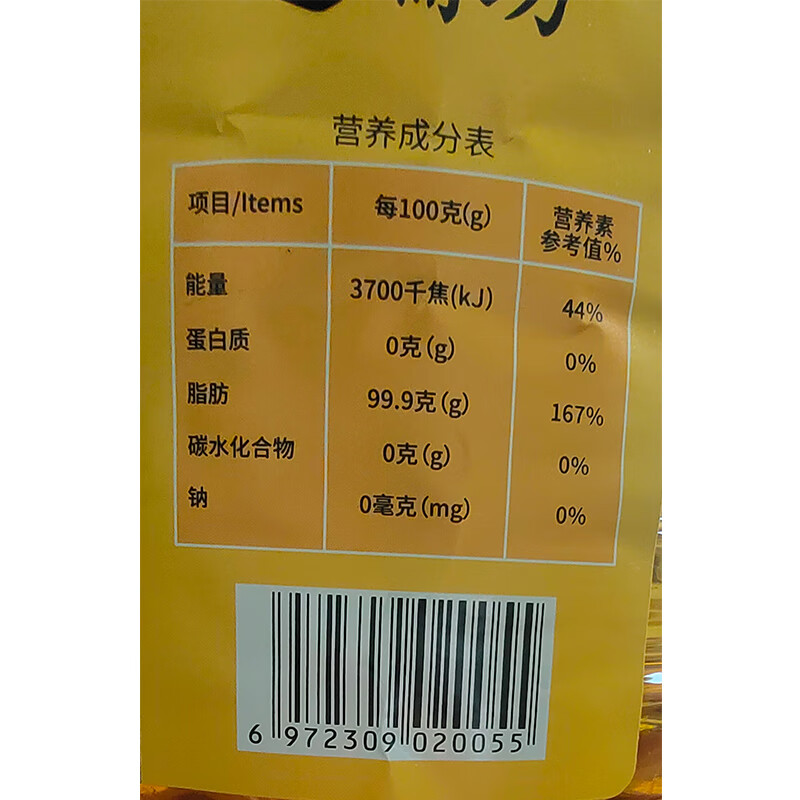 营养成分表
项目/Items 每100克(g) 营养素参考值%
能量 3700千焦(kJ) 44%
蛋白质 0克(g) 0%
脂肪 99.9克(g) 167%
碳水化合物 0克(g) 0%
钠 0毫克(mg) 0%
6 972309 020055